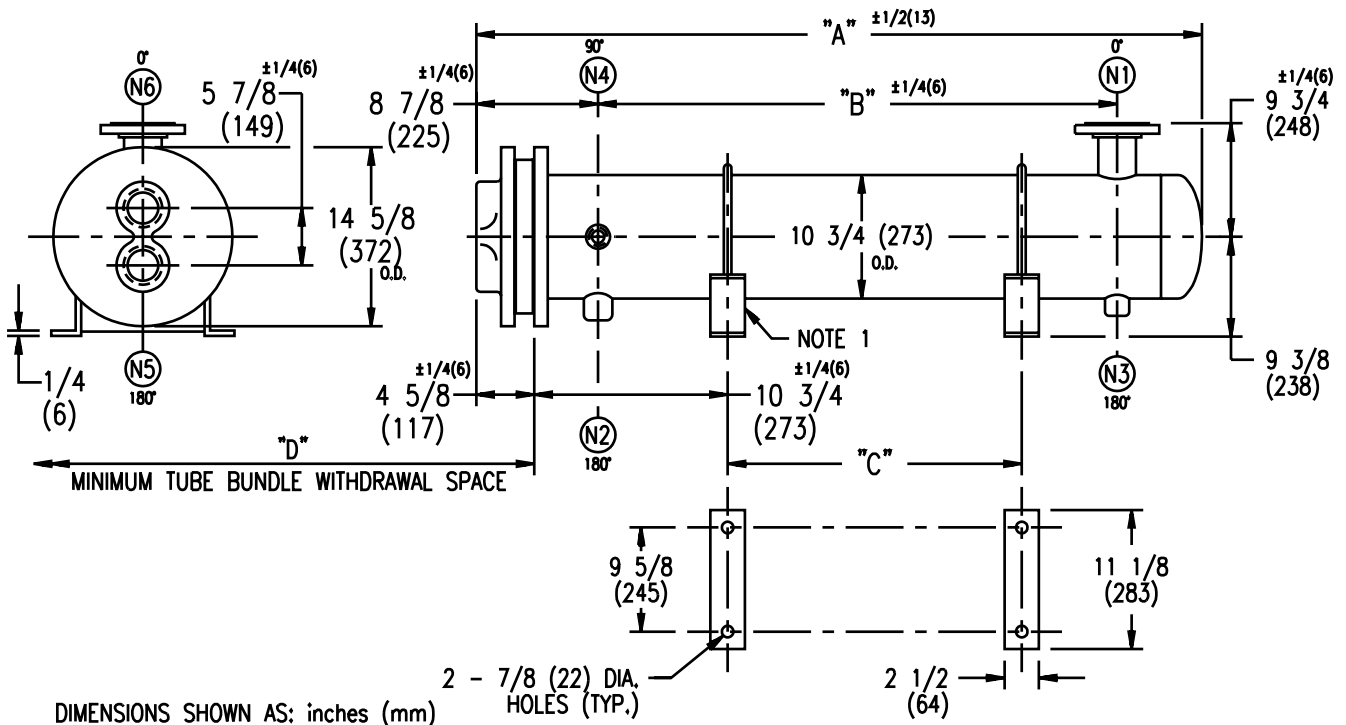 "A" ±1/2(13)
0°
N6
±1/4(6)
5 7/8
(149)
±1/4(6)
8 7/8
(225)
90°
N4
"B" ±1/4(6)
0°
N1
±1/4(6)
9 3/4
(248)
14 5/8
(372)
O.D.
10 3/4 (273)
O.D.
NOTE 1
1/4
(6)
N5
180°
±1/4(6)
4 5/8
(117)
±1/4(6)
10 3/4
(273)
N2
180°
N3
180°
9 3/8
(238)
"D"
MINIMUM TUBE BUNDLE WITHDRAWAL SPACE
"C"
9 5/8
(245)
11 1/8
(283)
2 - 7/8 (22) DIA.
HOLES (TYP.)
2 1/2
(64)
DIMENSIONS SHOWN AS: inches (mm)